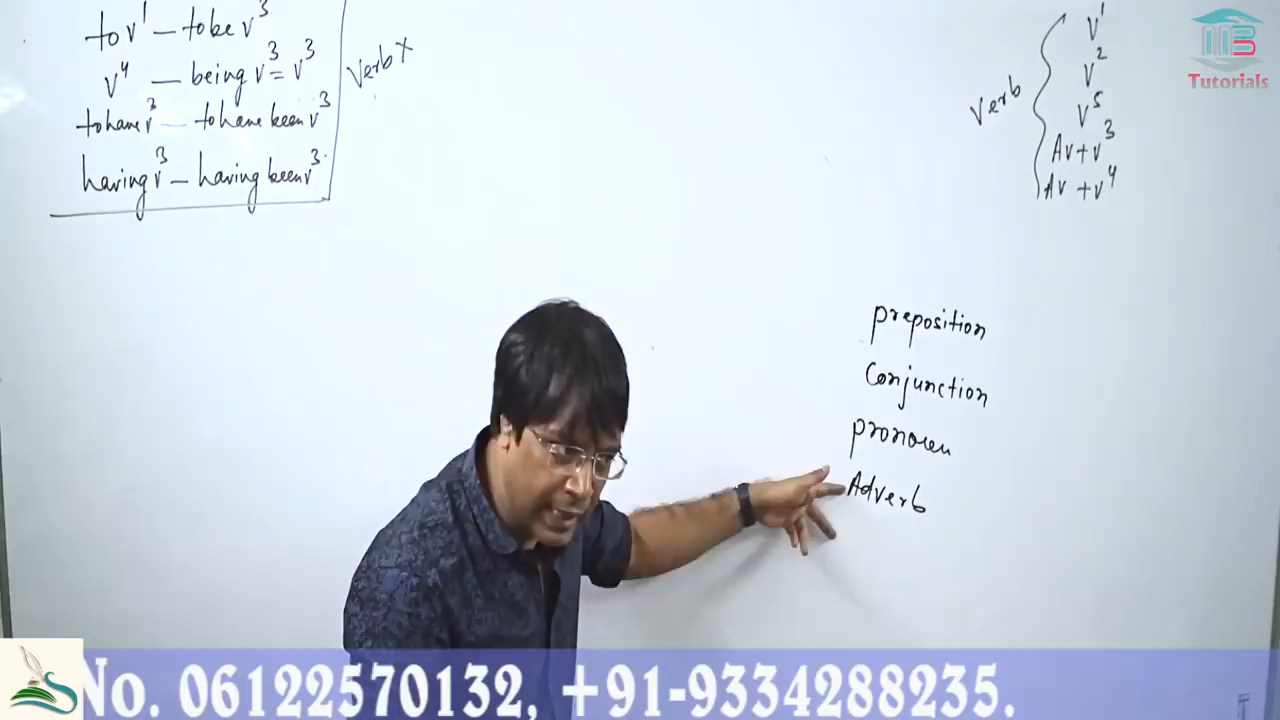 to v¹ – to be v³
v⁴ – being v³ = v³
to have v³ – to have been v³
having v³ – having been v³
Verb x
verb
v¹
v²
v⁵
Av + v³
Av + v⁴
preposition
Conjunction
pronoun
Adverb
MB
Tutorials
No. 06122570132, +91-9334288235.